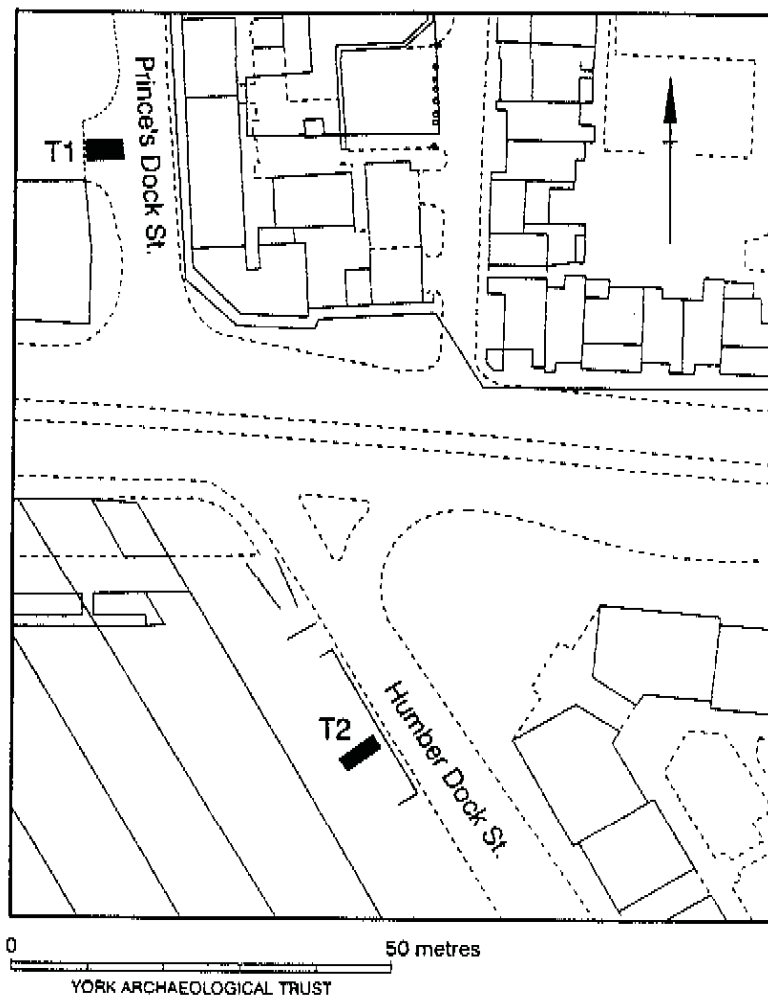 Prince's Dock St.
T1
T2
Humber Dock St.
0 50 metres
YORK ARCHAEOLOGICAL TRUST